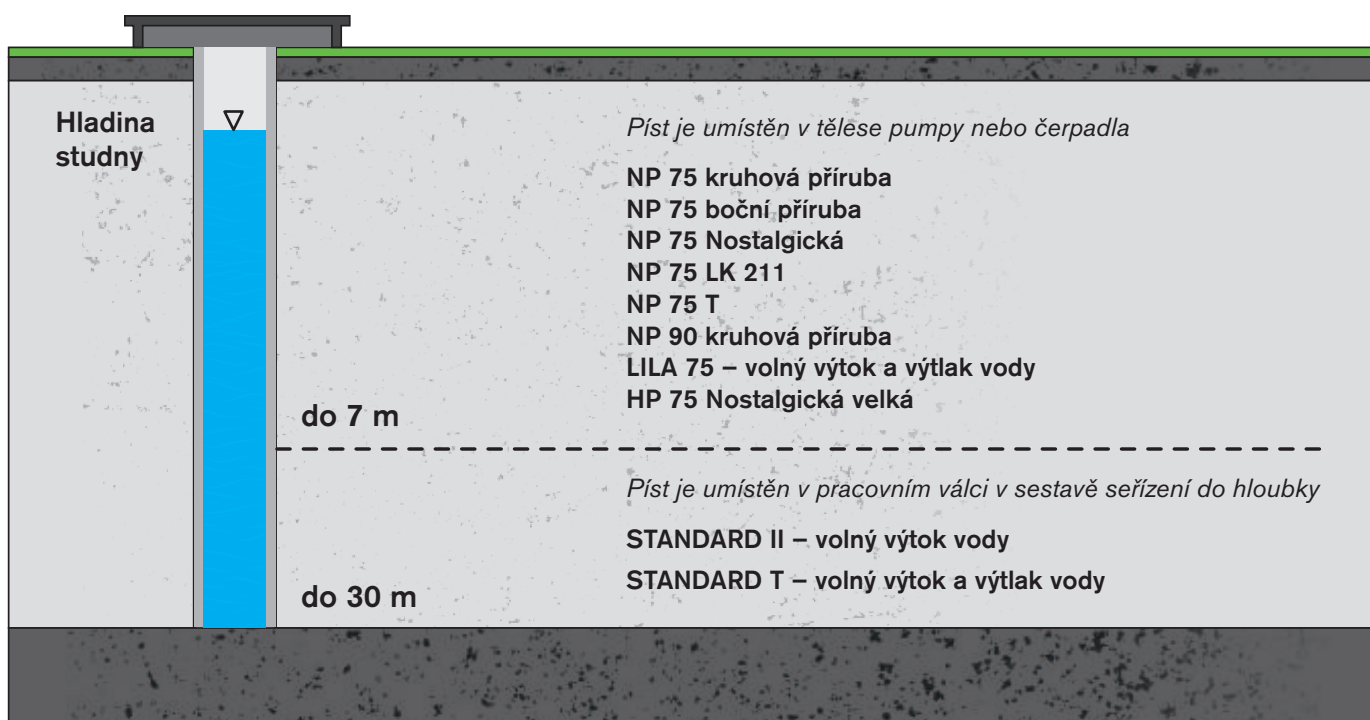 Hladina
studny
Píst je umístěn v tělese pumpy nebo čerpadla
NP 75 kruhová příruba
NP 75 boční příruba
NP 75 Nostalgická
NP 75 LK 211
NP 75 T
NP 90 kruhová příruba
LILA 75 – volný výtok a výtlak vody
HP 75 Nostalgická velká
do 7 m
Píst je umístěn v pracovním válci v sestavě seřízení do hloubky
STANDARD II – volný výtok vody
STANDARD T – volný výtok a výtlak vody
do 30 m